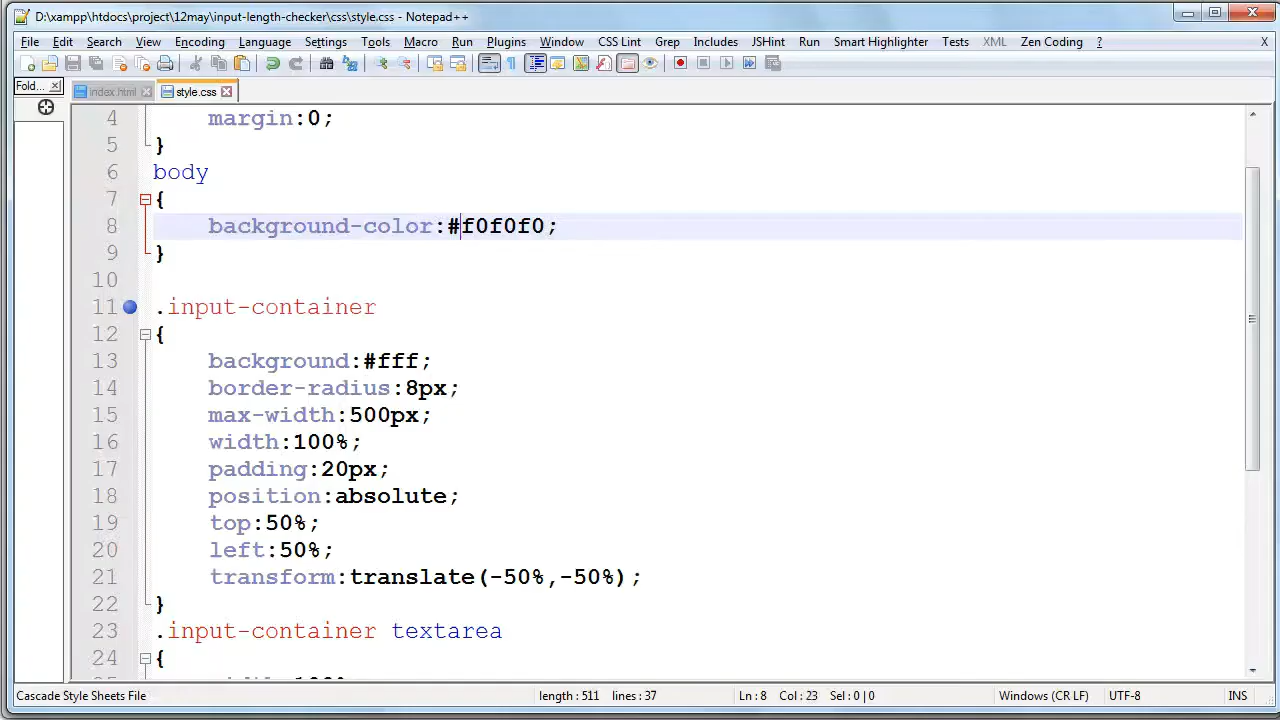 D:\xampp\htdocs\project\12may\input-length-checker\css\style.css - Notepad++
File Edit Search View Encoding Language Settings Tools Macro Run Plugins Window CSS Lint Grep Includes JSHint Run Smart Highlighter Tests XML Zen Coding ? X
Fold... index.html style.css
4 margin:0;
5 }
6 body
7 {
8 background-color:#f0f0f0;
9 }
10
11 .input-container
12 {
13 background:#fff;
14 border-radius:8px;
15 max-width:500px;
16 width:100%;
17 padding:20px;
18 position:absolute;
19 top:50%;
20 left:50%;
21 transform:translate(-50%,-50%);
22 }
23 .input-container textarea
24 {
Cascade Style Sheets File length : 511 lines : 37 Ln : 8 Col : 23 Sel : 0 | 0 Windows (CR LF) UTF-8 INS